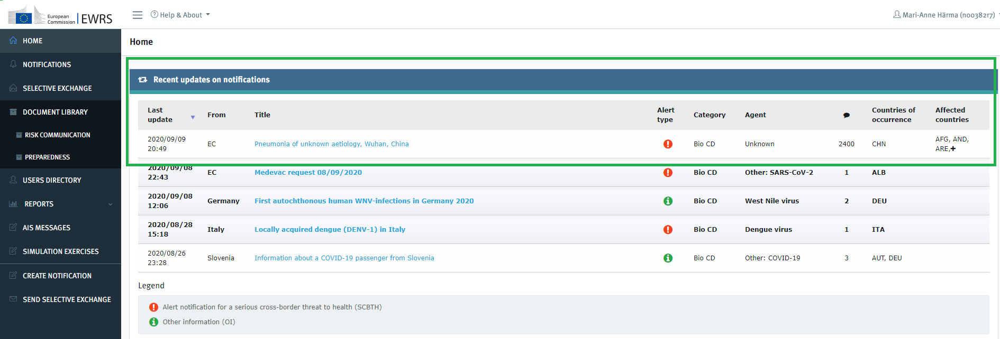 European
Commission
EWRS
Help & About
Mari-Anne Härma (n00382r7)
HOME
NOTIFICATIONS
SELECTIVE EXCHANGE
DOCUMENT LIBRARY
RISK COMMUNICATION
PREPAREDNESS
USERS DIRECTORY
REPORTS
AIS MESSAGES
SIMULATION EXERCISES
CREATE NOTIFICATION
SEND SELECTIVE EXCHANGE
Home
Recent updates on notifications
Last update From Title Alert type Category Agent Countries of occurrence Affected countries
2020/09/09 20:49 EC Pneumonia of unknown aetiology, Wuhan, China Bio CD Unknown 2400 CHN AFG, AND, ARE,+
2020/09/08 22:43 EC Medevac request 08/09/2020 Bio CD Other: SARS-CoV-2 1 ALB
2020/09/08 12:06 Germany First autochthonous human WNV-infections in Germany 2020 Bio CD West Nile virus 2 DEU
2020/08/28 15:18 Italy Locally acquired dengue (DENV-1) in Italy Bio CD Dengue virus 1 ITA
2020/08/26 23:28 Slovenia Information about a COVID-19 passenger from Slovenia Bio CD Other: COVID-19 3 AUT, DEU
Legend
Alert notification for a serious cross-border threat to health (SCBTH)
Other information (OI)